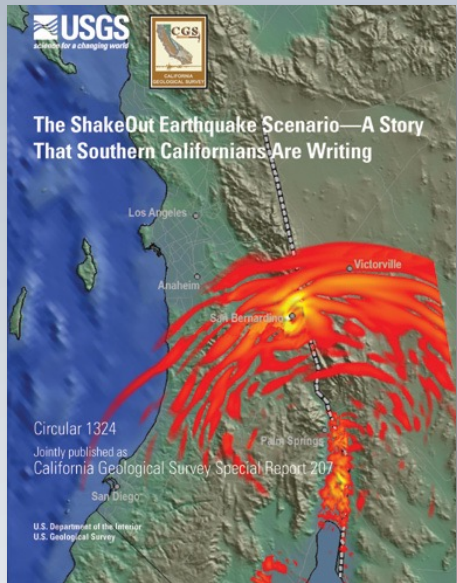 USGS
science for a changing world
CGS
CALIFORNIA
GEOLOGICAL SURVEY
The ShakeOut Earthquake Scenario—A Story
That Southern Californians Are Writing
Los Angeles
Victorville
Anaheim
San Bernardino
Circular 1324
Jointly published as
Palm Springs
California Geological Survey Special Report 207
San Diego
U.S. Department of the Interior
U.S. Geological Survey